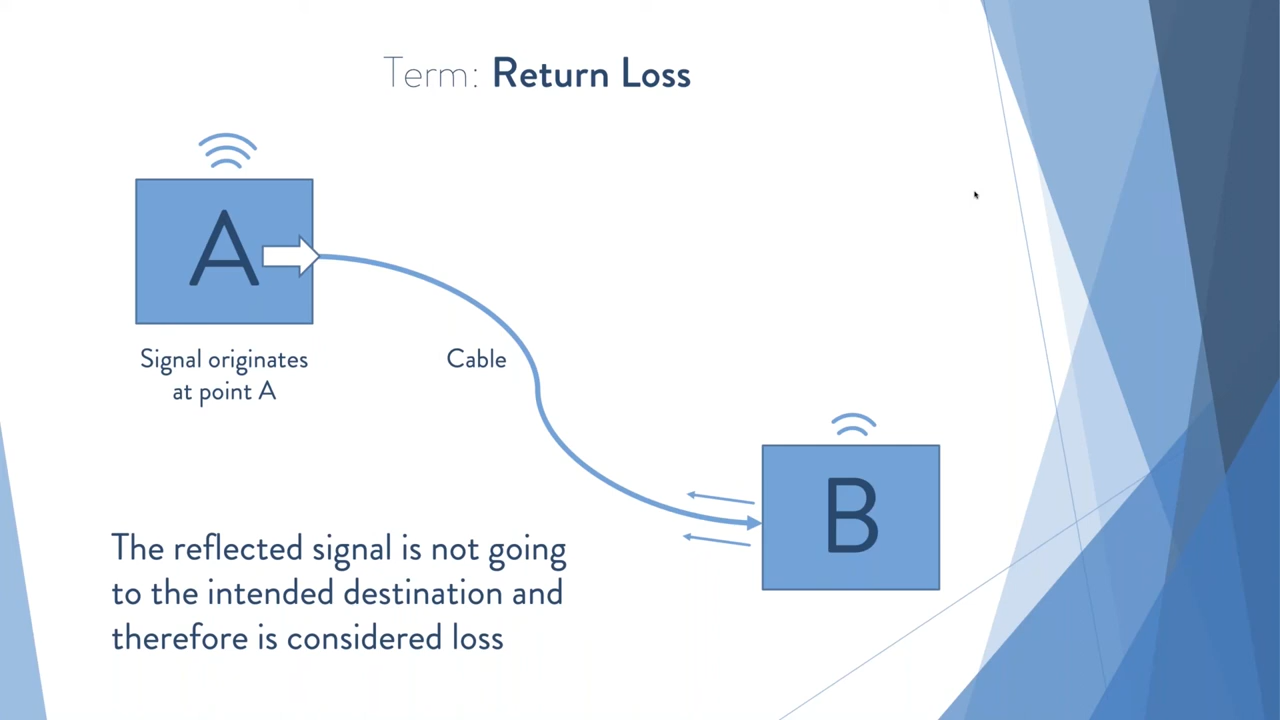 Term: Return Loss
A
Signal originates
at point A
Cable
B
The reflected signal is not going
to the intended destination and
therefore is considered loss